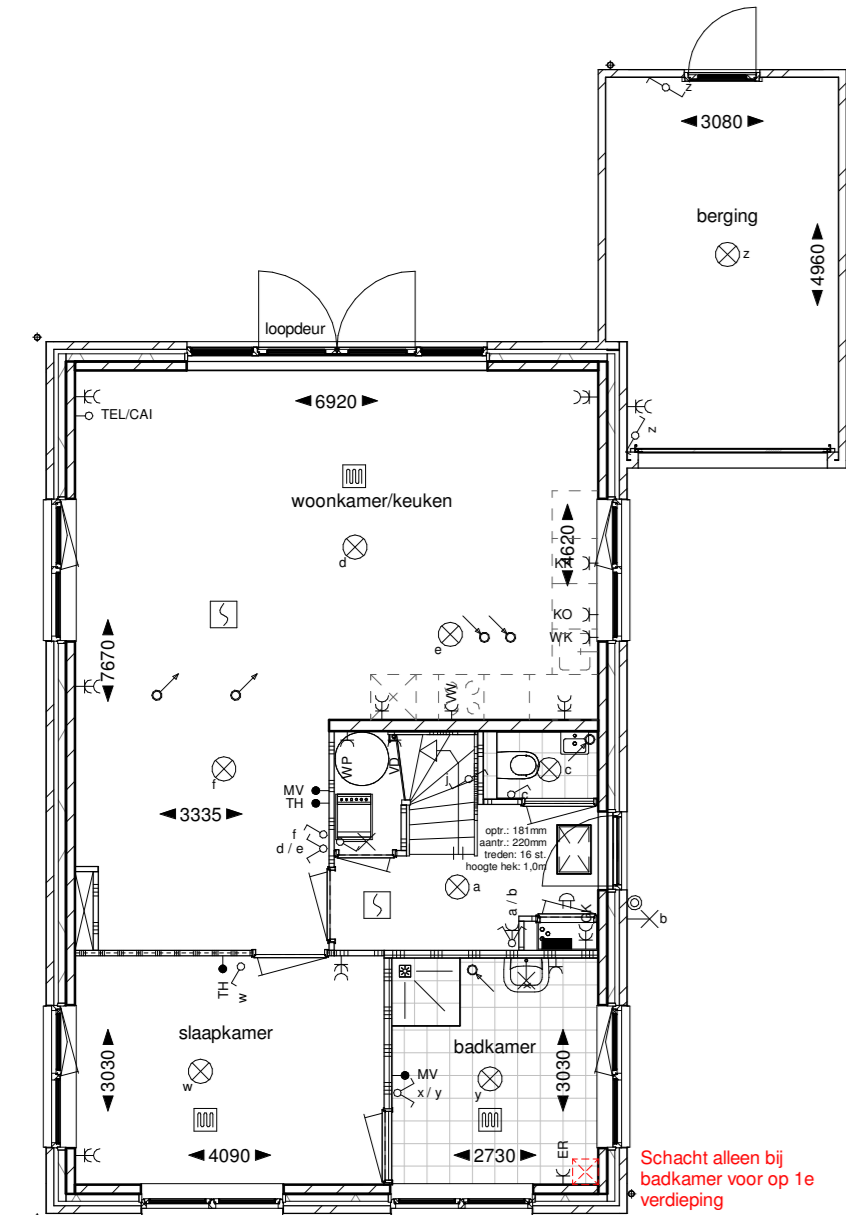 z
3080
berging
z
4960
loopdeur
TEL/CAI
6920
z
woonkamer/keuken
4620
d
KK
KO
WK
e
7670
VW
f
WP
VD
c
j
c
MV
TH
3335
f
d / e
optr.: 181mm
aantr.: 220mm
treden: 16 st.
hoogte hek: 1,0m
a
a / b
b
TH
w
slaapkamer
badkamer
3030
w
MV
x / y
y
3030
4090
2730
ER
Schacht alleen bij
badkamer voor op 1e
verdieping